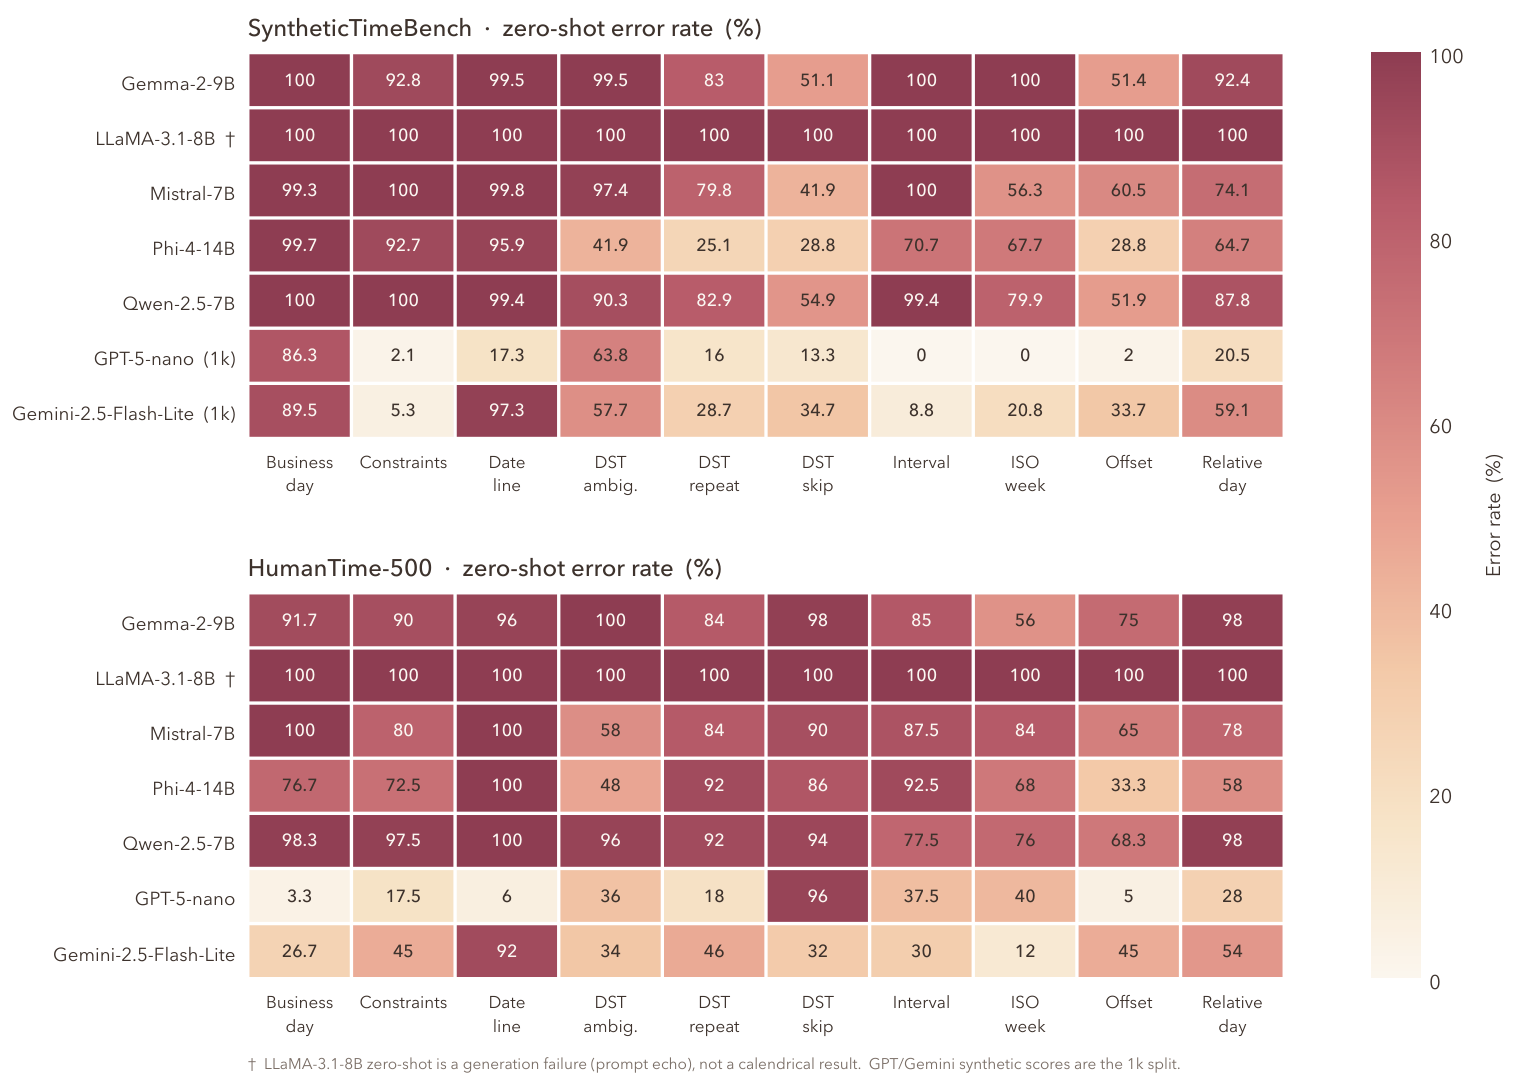 SyntheticTimeBench · zero-shot error rate (%)
Gemma-2-9B 100 92.8 99.5 99.5 83 51.1 100 100 51.4 92.4
LLaMA-3.1-8B † 100 100 100 100 100 100 100 100 100 100
Mistral-7B 99.3 100 99.8 97.4 79.8 41.9 100 56.3 60.5 74.1
Phi-4-14B 99.7 92.7 95.9 41.9 25.1 28.8 70.7 67.7 28.8 64.7
Qwen-2.5-7B 100 100 99.4 90.3 82.9 54.9 99.4 79.9 51.9 87.8
GPT-5-nano (1k) 86.3 2.1 17.3 63.8 16 13.3 0 0 2 20.5
Gemini-2.5-Flash-Lite (1k) 89.5 5.3 97.3 57.7 28.7 34.7 8.8 20.8 33.7 59.1
Business Constraints Date DST DST DST Interval ISO Offset Relative
day line ambig. repeat skip week day
HumanTime-500 · zero-shot error rate (%)
Gemma-2-9B 91.7 90 96 100 84 98 85 56 75 98
LLaMA-3.1-8B † 100 100 100 100 100 100 100 100 100 100
Mistral-7B 100 80 100 58 84 90 87.5 84 65 78
Phi-4-14B 76.7 72.5 100 48 92 86 92.5 68 33.3 58
Qwen-2.5-7B 98.3 97.5 100 96 92 94 77.5 76 68.3 98
GPT-5-nano 3.3 17.5 6 36 18 96 37.5 40 5 28
Gemini-2.5-Flash-Lite 26.7 45 92 34 46 32 30 12 45 54
Business Constraints Date DST DST DST Interval ISO Offset Relative
day line ambig. repeat skip week day
† LLaMA-3.1-8B zero-shot is a generation failure (prompt echo), not a calendrical result. GPT/Gemini synthetic scores are the 1k split.
100
80
60
40
20
0
Error rate (%)